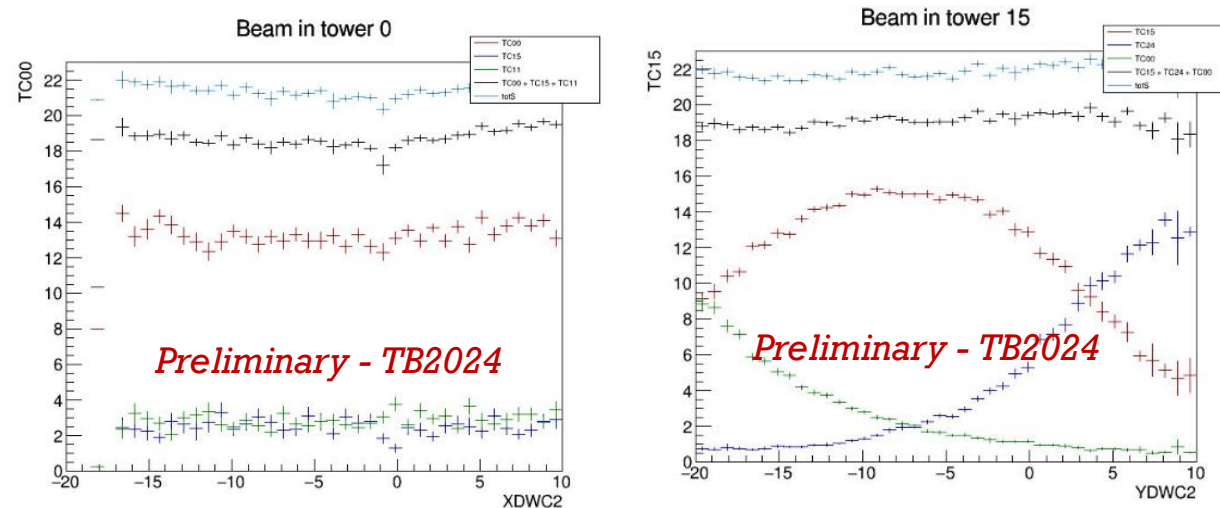 Beam in tower 0
TC00
TC15
TC11
TC00 + TC15 + TC11
totS
TC00
22
20
18
16
14
12
10
8
6
4
2
0
Preliminary - TB2024
−20 −15 −10 −5 0 5 10
XDWC2
Beam in tower 15
TC15
TC24
TC00
TC15 + TC24 + TC00
totS
TC15
22
20
18
16
14
12
10
8
6
4
2
0
Preliminary - TB2024
−20 −15 −10 −5 0 5 10
YDWC2